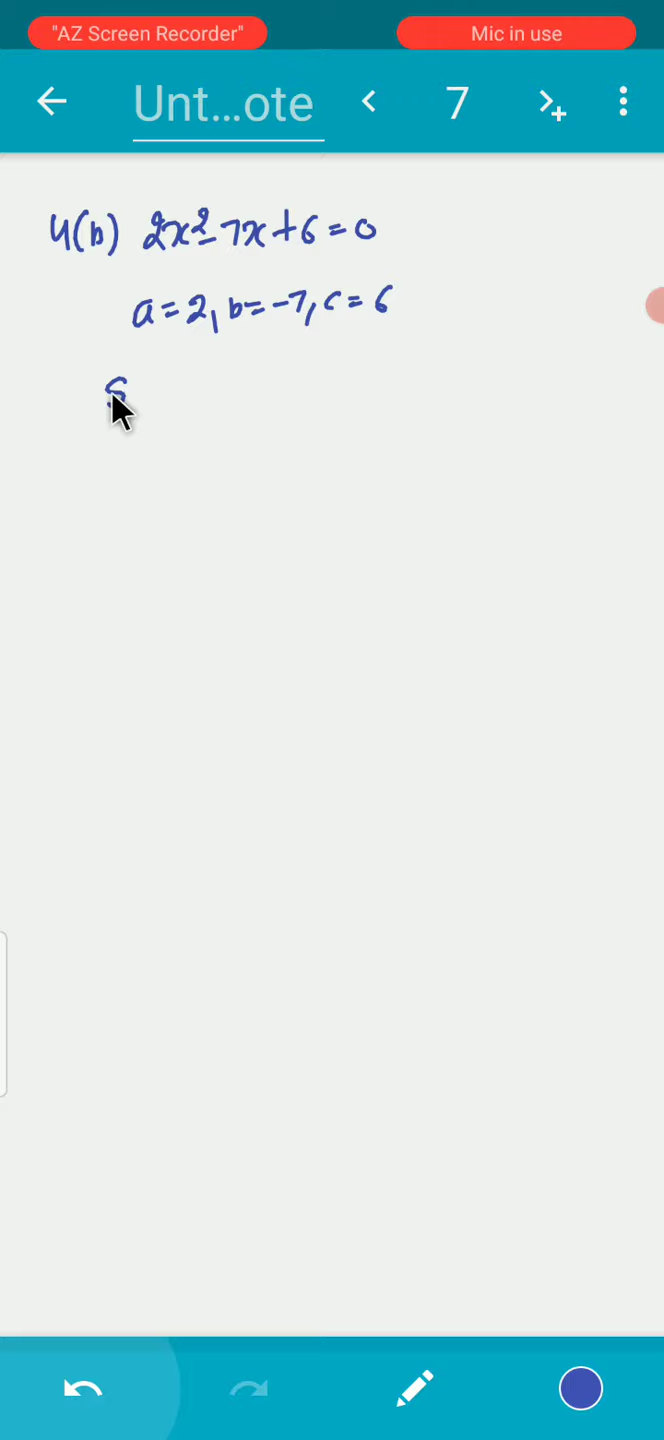 "AZ Screen Recorder" Mic in use
Unt...ote 7
4(b) 2x²-7x+6=0
a=2, b=-7, c=6
S